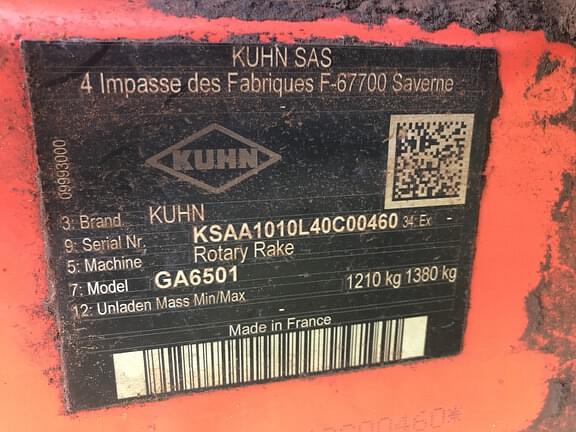 KUHN SAS
4 Impasse des Fabriques F-67700 Saverne
09993000
KUHN
3: Brand KUHN
9: Serial Nr. KSAA1010L40C00460 34: Ex -
5: Machine Rotary Rake
7: Model GA6501
12: Unladen Mass Min/Max 1210 kg 1380 kg
Made in France
C00460*